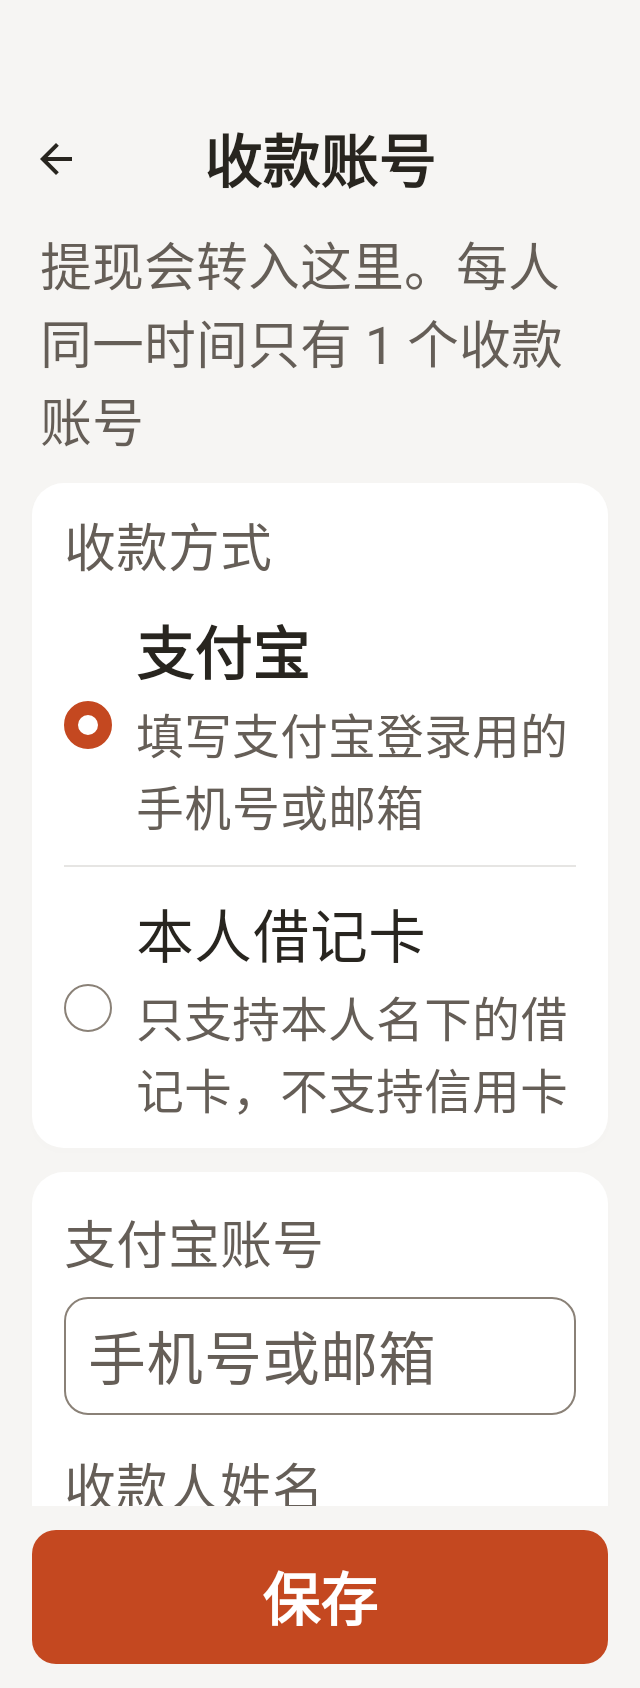 收款账号
提现会转入这里。每人
同一时间只有 1 个收款
账号
收款方式
支付宝
填写支付宝登录用的
手机号或邮箱
本人借记卡
只支持本人名下的借
记卡，不支持信用卡
支付宝账号
手机号或邮箱
收款人姓名
保存